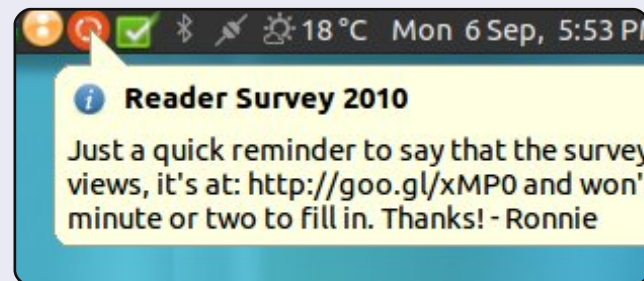 18 °C Mon 6 Sep, 5:53 PM
Reader Survey 2010
Just a quick reminder to say that the survey
views, it's at: http://goo.gl/xMP0 and won'
minute or two to fill in. Thanks! - Ronnie